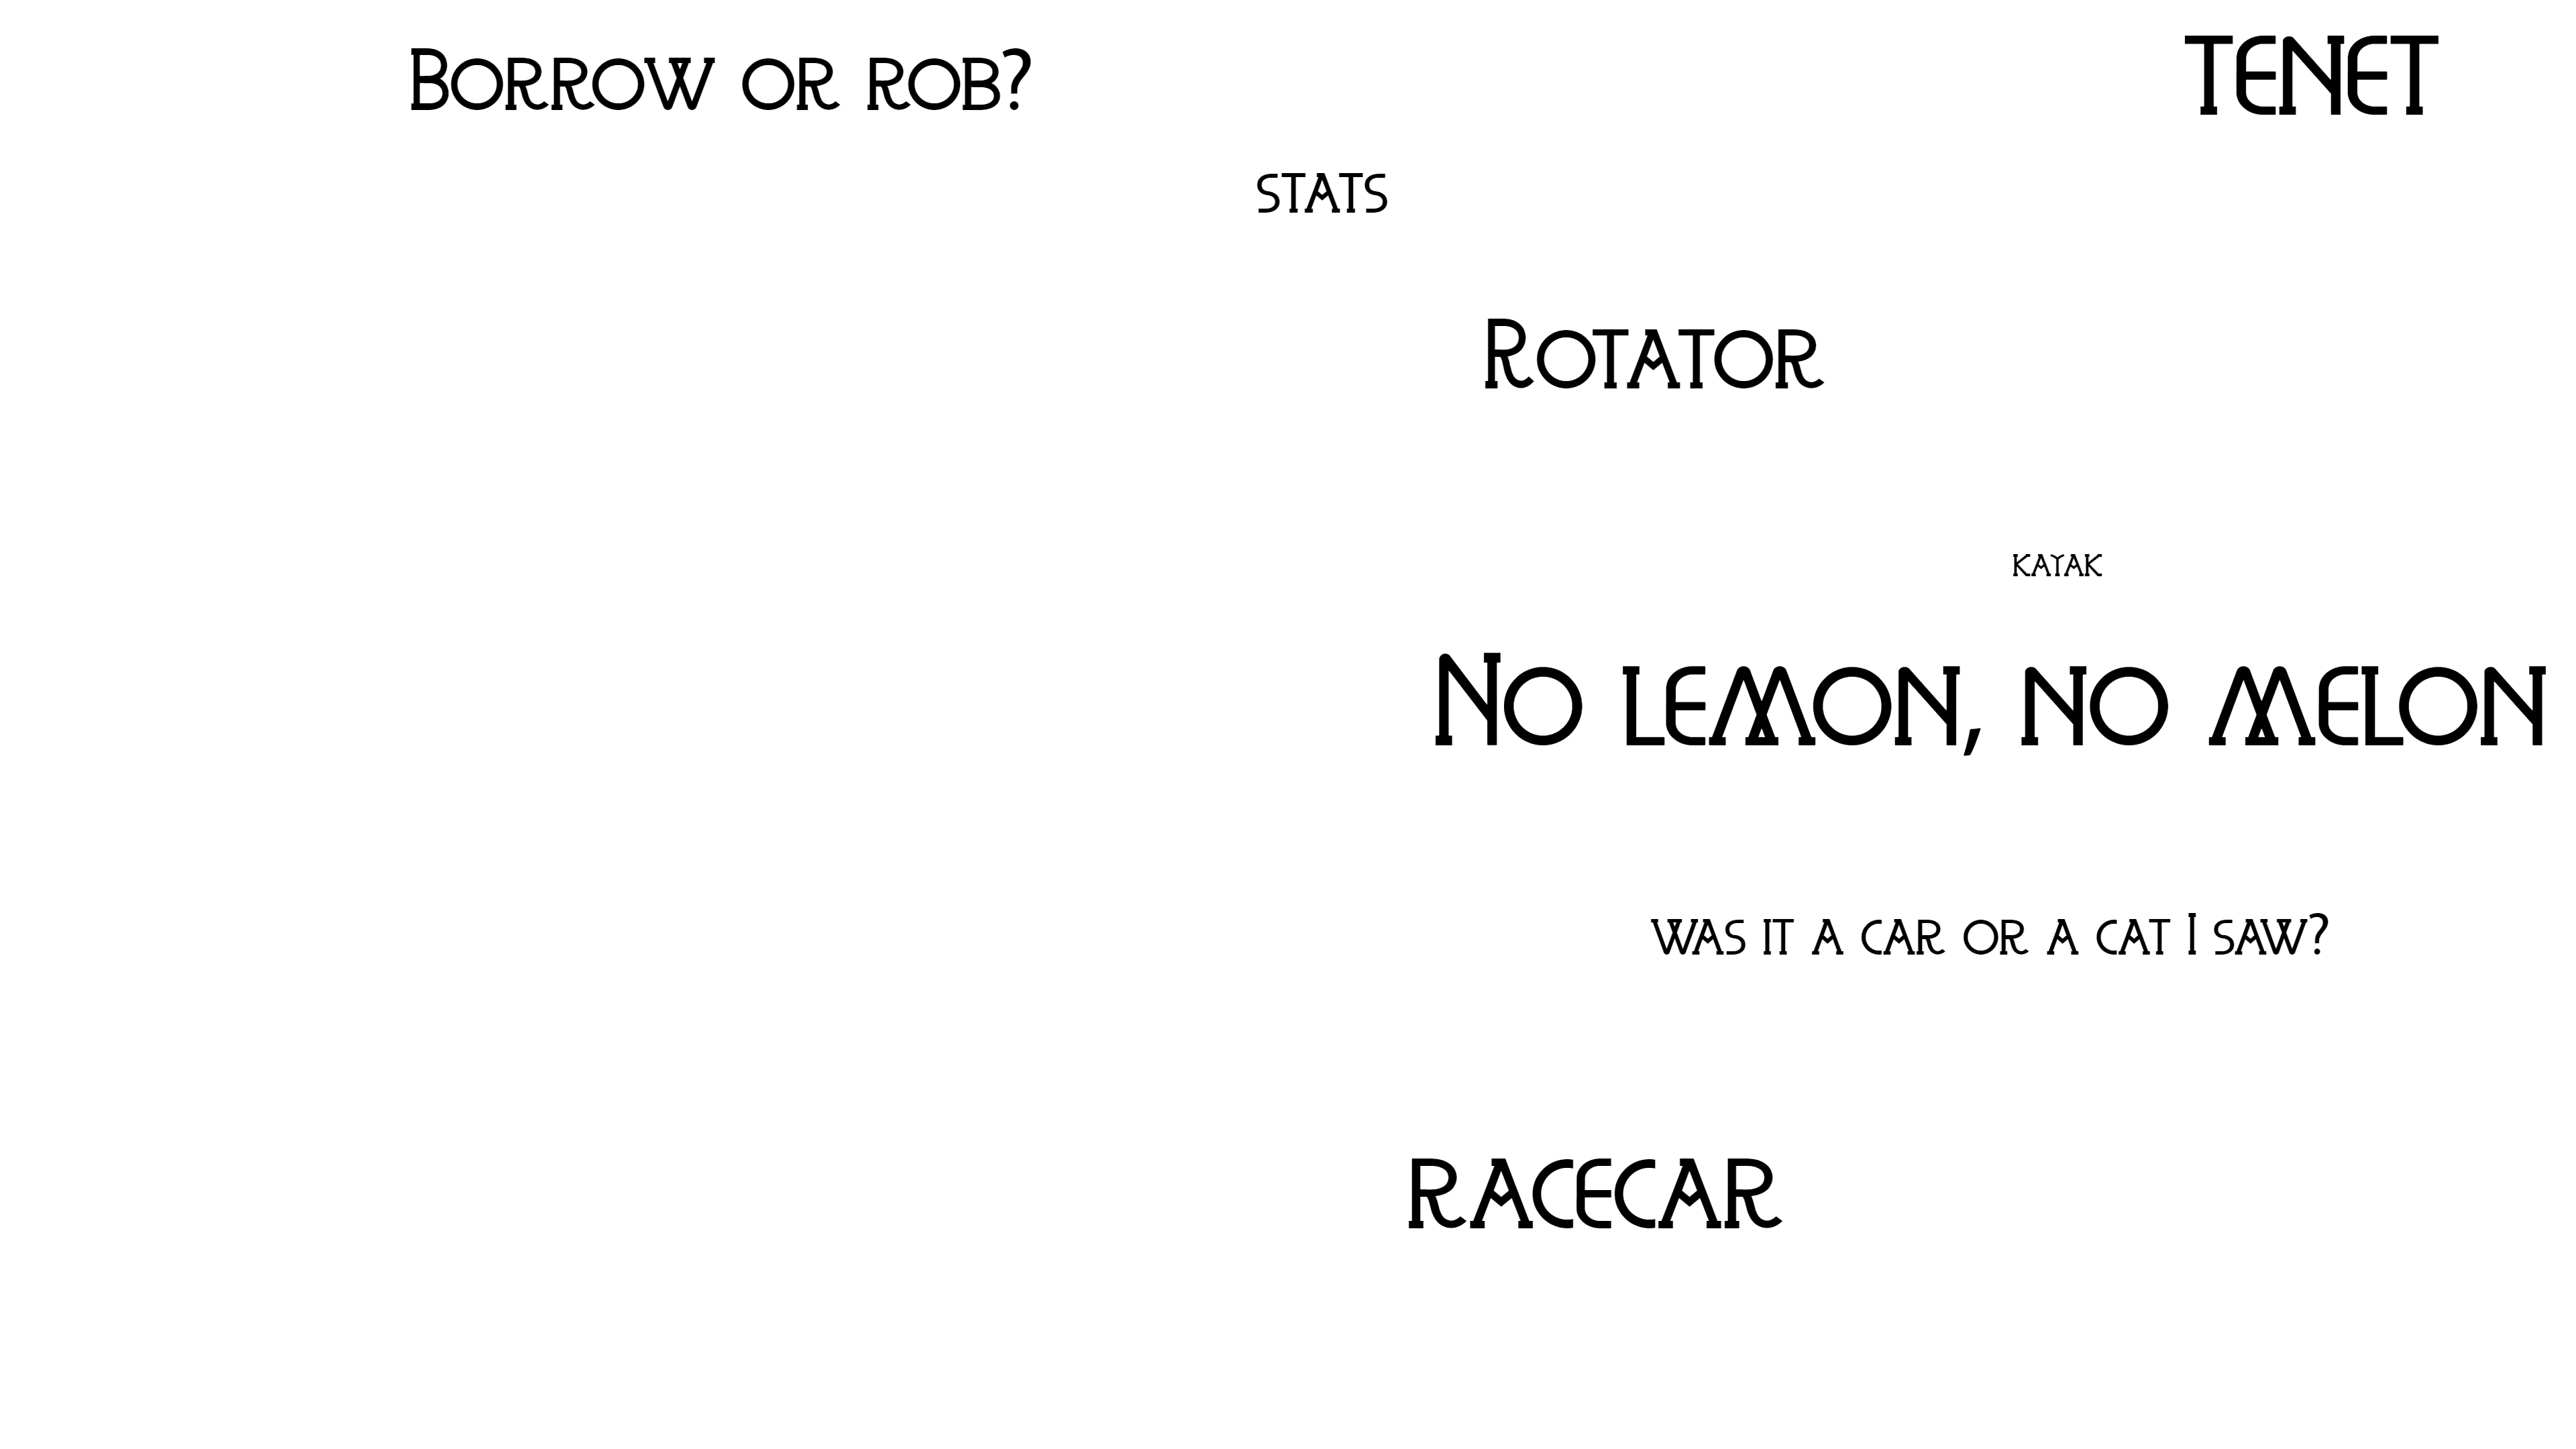 Borrow or rob?
tenet
stats
Rotator
kayak
No lemon, no melon
was it a car or a cat I saw?
racecar